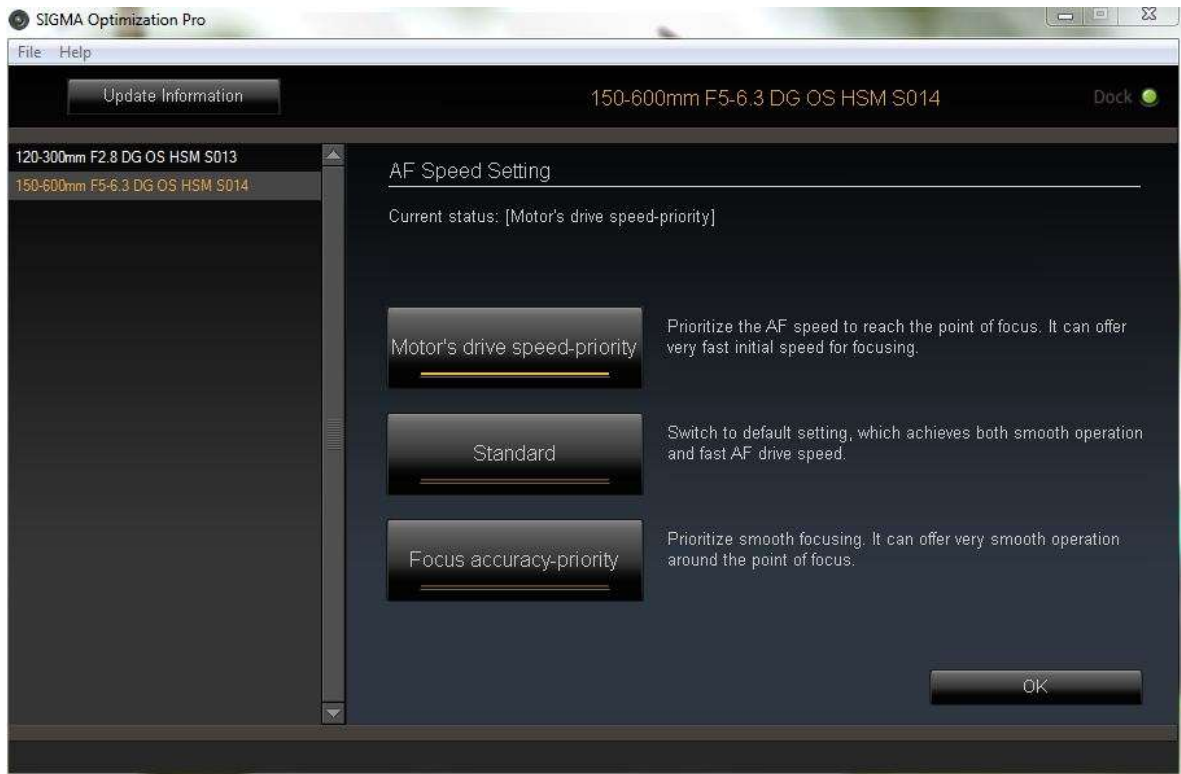 SIGMA Optimization Pro
File Help
Update Information
150-600mm F5-6.3 DG OS HSM S014
Dock
120-300mm F2.8 DG OS HSM S013
150-600mm F5-6.3 DG OS HSM S014
AF Speed Setting
Current status: [Motor's drive speed-priority]
Motor's drive speed-priority
Prioritize the AF speed to reach the point of focus. It can offer
very fast initial speed for focusing.
Standard
Switch to default setting, which achieves both smooth operation
and fast AF drive speed.
Focus accuracy-priority
Prioritize smooth focusing. It can offer very smooth operation
around the point of focus.
OK